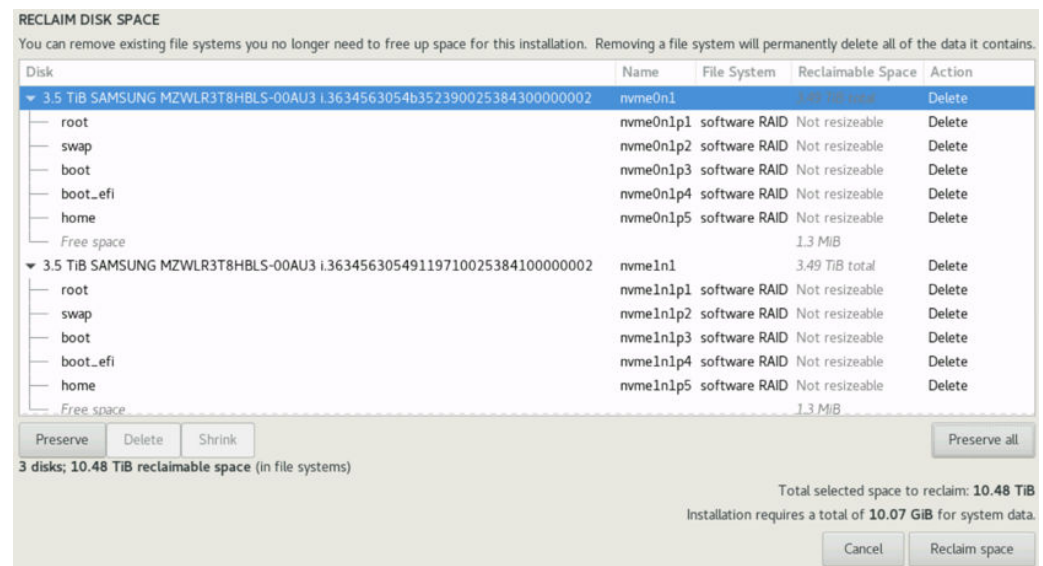 RECLAIM DISK SPACE
You can remove existing file systems you no longer need to free up space for this installation. Removing a file system will permanently delete all of the data it contains.
Disk Name File System Reclaimable Space Action
3.5 TiB SAMSUNG MZWLR3T8HBLS-00AU3 i.3634563054b352390025384300000002 nvme0n1 3.49 TiB total Delete
root nvme0n1p1 software RAID Not resizeable Delete
swap nvme0n1p2 software RAID Not resizeable Delete
boot nvme0n1p3 software RAID Not resizeable Delete
boot_efi nvme0n1p4 software RAID Not resizeable Delete
home nvme0n1p5 software RAID Not resizeable Delete
Free space 1.3 MiB
3.5 TiB SAMSUNG MZWLR3T8HBLS-00AU3 i.36345630549119710025384100000002 nvme1n1 3.49 TiB total Delete
root nvme1n1p1 software RAID Not resizeable Delete
swap nvme1n1p2 software RAID Not resizeable Delete
boot nvme1n1p3 software RAID Not resizeable Delete
boot_efi nvme1n1p4 software RAID Not resizeable Delete
home nvme1n1p5 software RAID Not resizeable Delete
Free space 1.3 MiB
Preserve Delete Shrink Preserve all
3 disks; 10.48 TiB reclaimable space (in file systems)
Total selected space to reclaim: 10.48 TiB
Installation requires a total of 10.07 GiB for system data.
Cancel Reclaim space